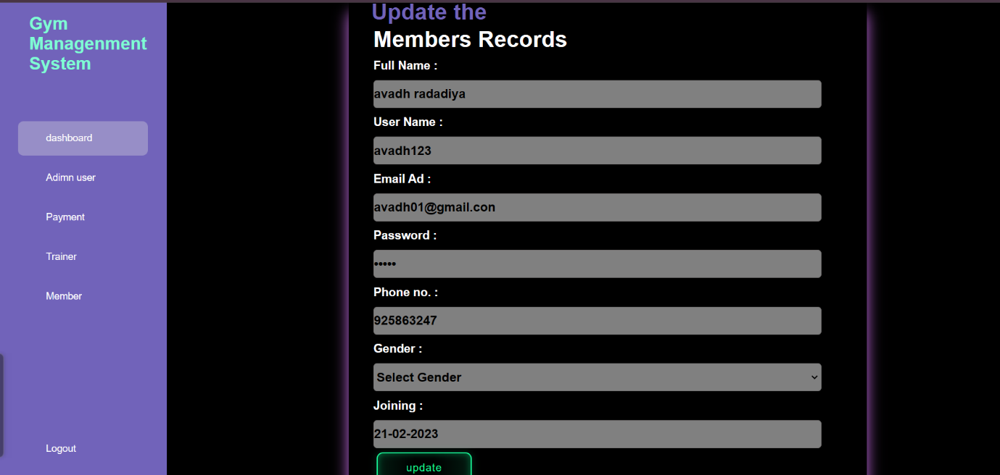 Gym
Managenment
System
dashboard
Adimn user
Payment
Trainer
Member
Logout
Update the
Members Records
Full Name :
avadh radadiya
User Name :
avadh123
Email Ad :
avadh01@gmail.con
Password :
•••••
Phone no. :
925863247
Gender :
Select Gender
Joining :
21-02-2023
update